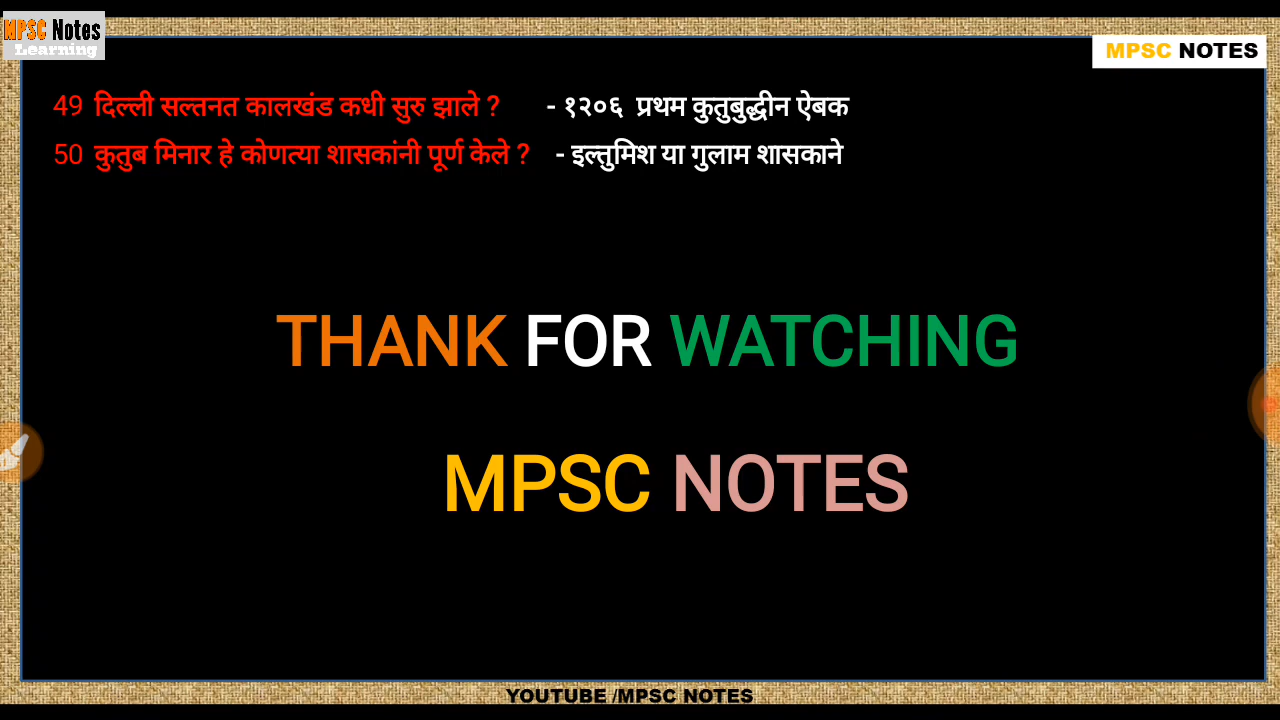 MPSC Notes
Learning
MPSC NOTES
49 दिल्ली सल्तनत कालखंड कधी सुरु झाले ? - १२०६ प्रथम कुतुबुद्धीन ऐबक
50 कुतुब मिनार हे कोणत्या शासकांनी पूर्ण केले ? - इल्तुमिश या गुलाम शासकाने
THANK FOR WATCHING
MPSC NOTES
YOUTUBE /MPSC NOTES